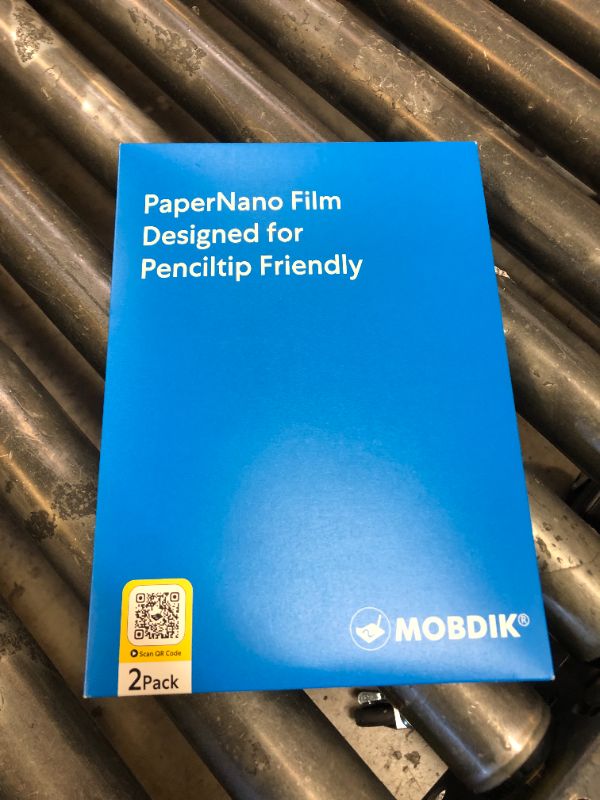 PaperNano Film
Designed for
Penciltip Friendly
MOBDIK®
Scan QR Code
2Pack